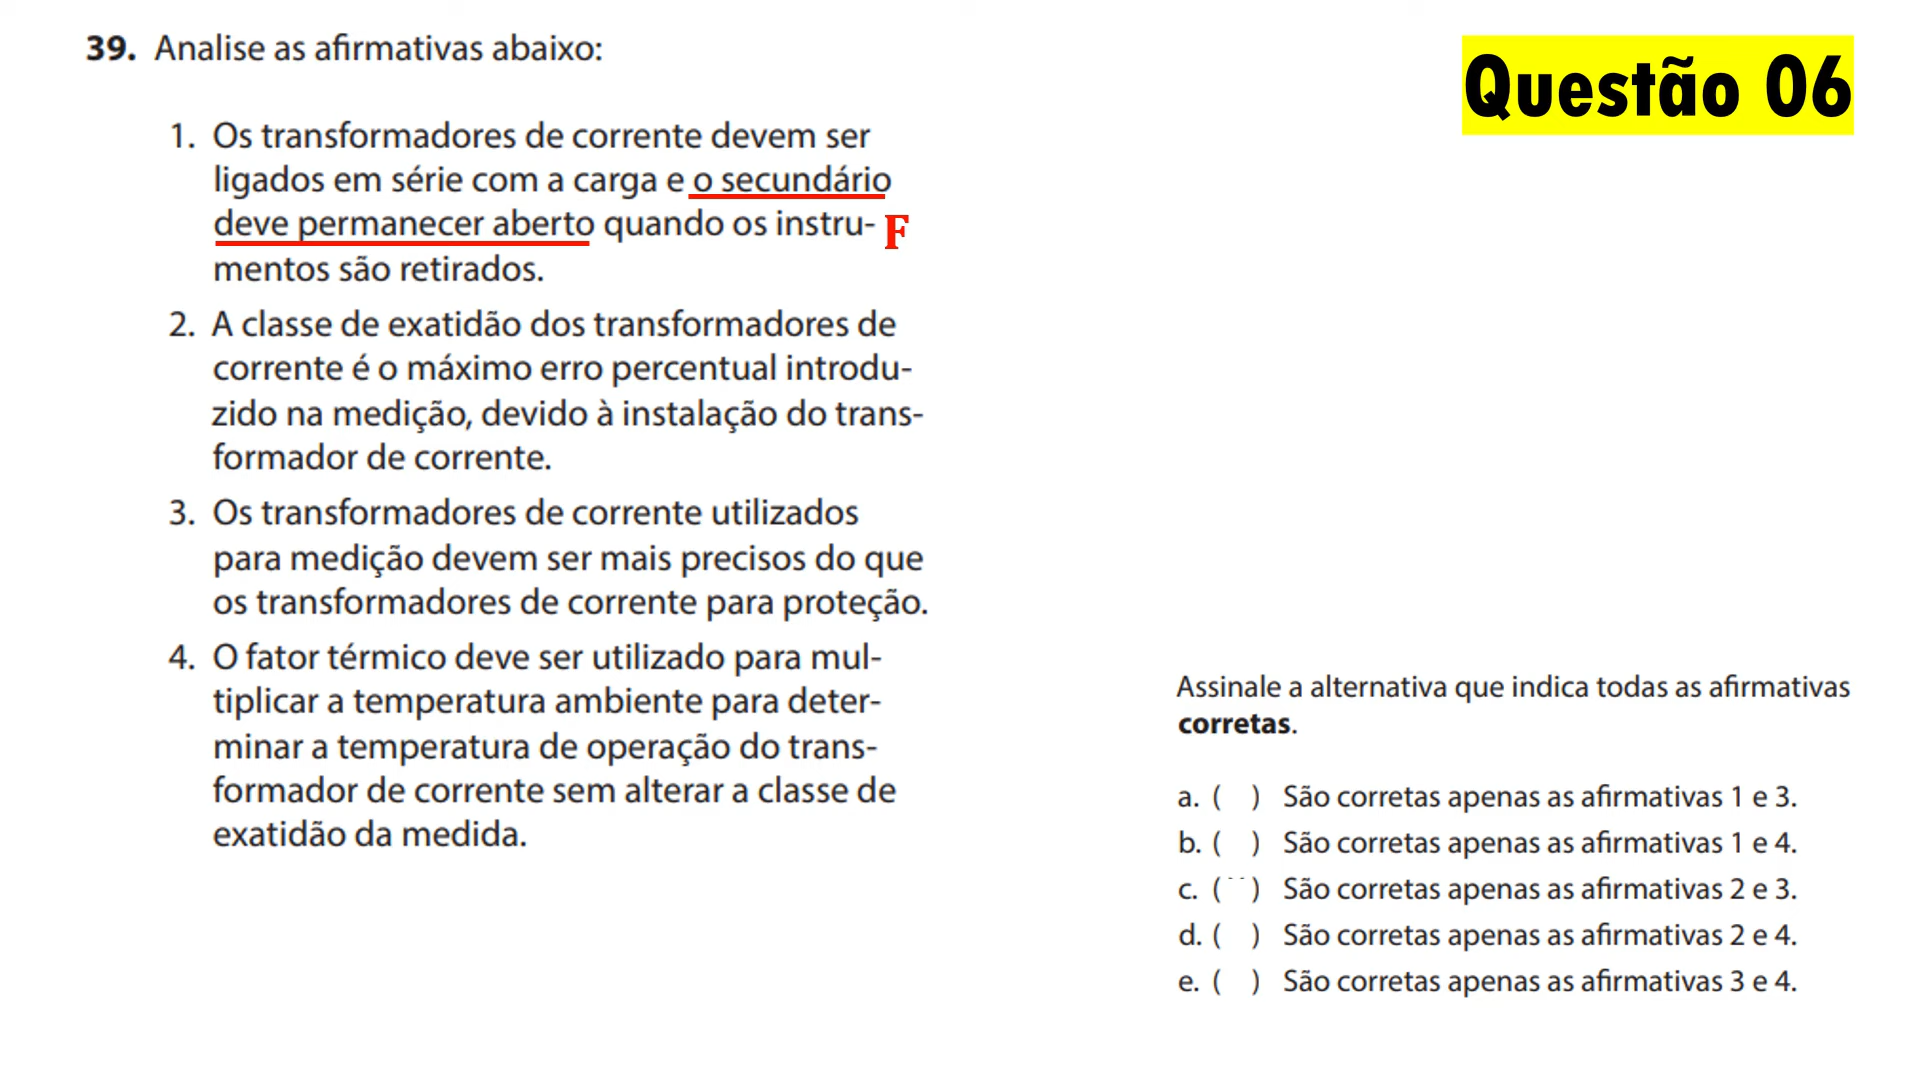 39. Analise as afirmativas abaixo:
Questão 06
1. Os transformadores de corrente devem ser
ligados em série com a carga e o secundário
deve permanecer aberto quando os instru- F
mentos são retirados.
2. A classe de exatidão dos transformadores de
corrente é o máximo erro percentual introdu-
zido na medição, devido à instalação do trans-
formador de corrente.
3. Os transformadores de corrente utilizados
para medição devem ser mais precisos do que
os transformadores de corrente para proteção.
4. O fator térmico deve ser utilizado para mul-
tiplicar a temperatura ambiente para deter-
minar a temperatura de operação do trans-
formador de corrente sem alterar a classe de
exatidão da medida.
Assinale a alternativa que indica todas as afirmativas
corretas.
a. ( ) São corretas apenas as afirmativas 1 e 3.
b. ( ) São corretas apenas as afirmativas 1 e 4.
c. ( ) São corretas apenas as afirmativas 2 e 3.
d. ( ) São corretas apenas as afirmativas 2 e 4.
e. ( ) São corretas apenas as afirmativas 3 e 4.